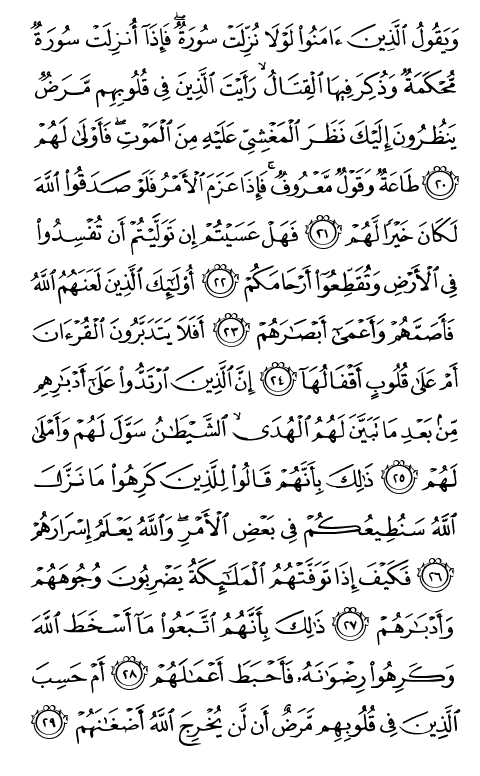 وَيَقُولُ ٱلَّذِينَ ءَامَنُوا۟ لَوْلَا نُزِّلَتْ سُورَةٌ ۖ فَإِذَآ أُنزِلَتْ سُورَةٌ
مُّحْكَمَةٌ وَذُكِرَ فِيهَا ٱلْقِتَالُ ۙ رَأَيْتَ ٱلَّذِينَ فِى قُلُوبِهِم مَّرَضٌ
يَنظُرُونَ إِلَيْكَ نَظَرَ ٱلْمَغْشِىِّ عَلَيْهِ مِنَ ٱلْمَوْتِ ۖ فَأَوْلَىٰ لَهُمْ
﴿٢٠﴾ طَاعَةٌ وَقَوْلٌ مَّعْرُوفٌ ۚ فَإِذَا عَزَمَ ٱلْأَمْرُ فَلَوْ صَدَقُوا۟ ٱللَّهَ
لَكَانَ خَيْرًا لَّهُمْ ﴿٢١﴾ فَهَلْ عَسَيْتُمْ إِن تَوَلَّيْتُمْ أَن تُفْسِدُوا۟
فِى ٱلْأَرْضِ وَتُقَطِّعُوٓا۟ أَرْحَامَكُمْ ﴿٢٢﴾ أُو۟لَٰٓئِكَ ٱلَّذِينَ لَعَنَهُمُ ٱللَّهُ
فَأَصَمَّهُمْ وَأَعْمَىٰٓ أَبْصَٰرَهُمْ ﴿٢٣﴾ أَفَلَا يَتَدَبَّرُونَ ٱلْقُرْءَانَ
أَمْ عَلَىٰ قُلُوبٍ أَقْفَالُهَآ ﴿٢٤﴾ إِنَّ ٱلَّذِينَ ٱرْتَدُّوا۟ عَلَىٰٓ أَدْبَٰرِهِم
مِّنۢ بَعْدِ مَا تَبَيَّنَ لَهُمُ ٱلْهُدَى ۙ ٱلشَّيْطَٰنُ سَوَّلَ لَهُمْ وَأَمْلَىٰ
لَهُمْ ﴿٢٥﴾ ذَٰلِكَ بِأَنَّهُمْ قَالُوا۟ لِلَّذِينَ كَرِهُوا۟ مَا نَزَّلَ
ٱللَّهُ سَنُطِيعُكُمْ فِى بَعْضِ ٱلْأَمْرِ ۖ وَٱللَّهُ يَعْلَمُ إِسْرَارَهُمْ
﴿٢٦﴾ فَكَيْفَ إِذَا تَوَفَّتْهُمُ ٱلْمَلَٰٓئِكَةُ يَضْرِبُونَ وُجُوهَهُمْ
وَأَدْبَٰرَهُمْ ﴿٢٧﴾ ذَٰلِكَ بِأَنَّهُمُ ٱتَّبَعُوا۟ مَآ أَسْخَطَ ٱللَّهَ
وَكَرِهُوا۟ رِضْوَٰنَهُۥ فَأَحْبَطَ أَعْمَٰلَهُمْ ﴿٢٨﴾ أَمْ حَسِبَ
ٱلَّذِينَ فِى قُلُوبِهِم مَّرَضٌ أَن لَّن يُخْرِجَ ٱللَّهُ أَضْغَٰنَهُمْ ﴿٢٩﴾